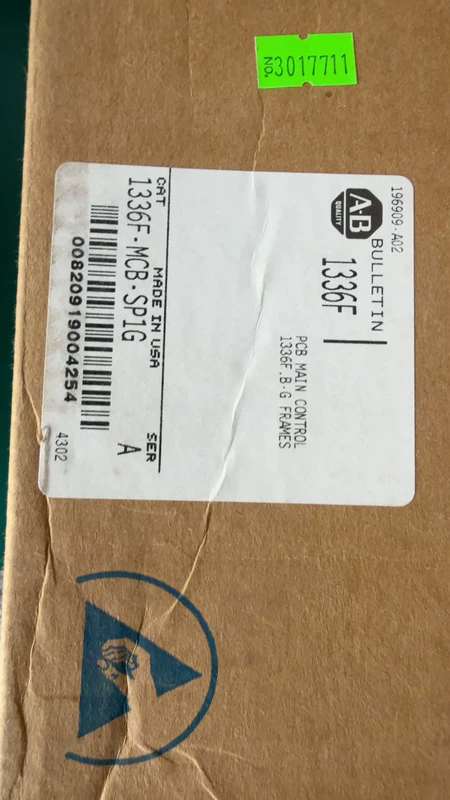 No. 3017711
196909-A02
A-B
QUALITY
BULLETIN
1336F
PCB MAIN CONTROL
1336F,B-G FRAMES
CAT
MADE IN USA
SER
1336F-MCB-SP1G
A
00820919004254
4302